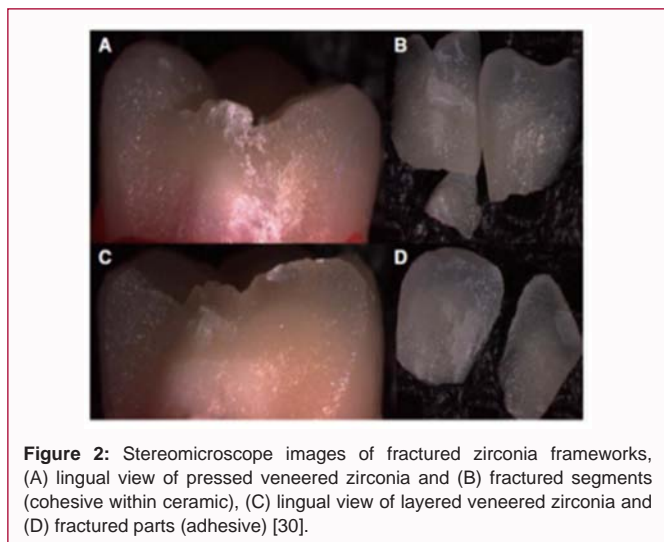 A
B
C
D
Figure 2: Stereomicroscope images of fractured zirconia frameworks,
(A) lingual view of pressed veneered zirconia and (B) fractured segments
(cohesive within ceramic), (C) lingual view of layered veneered zirconia and
(D) fractured parts (adhesive) [30].